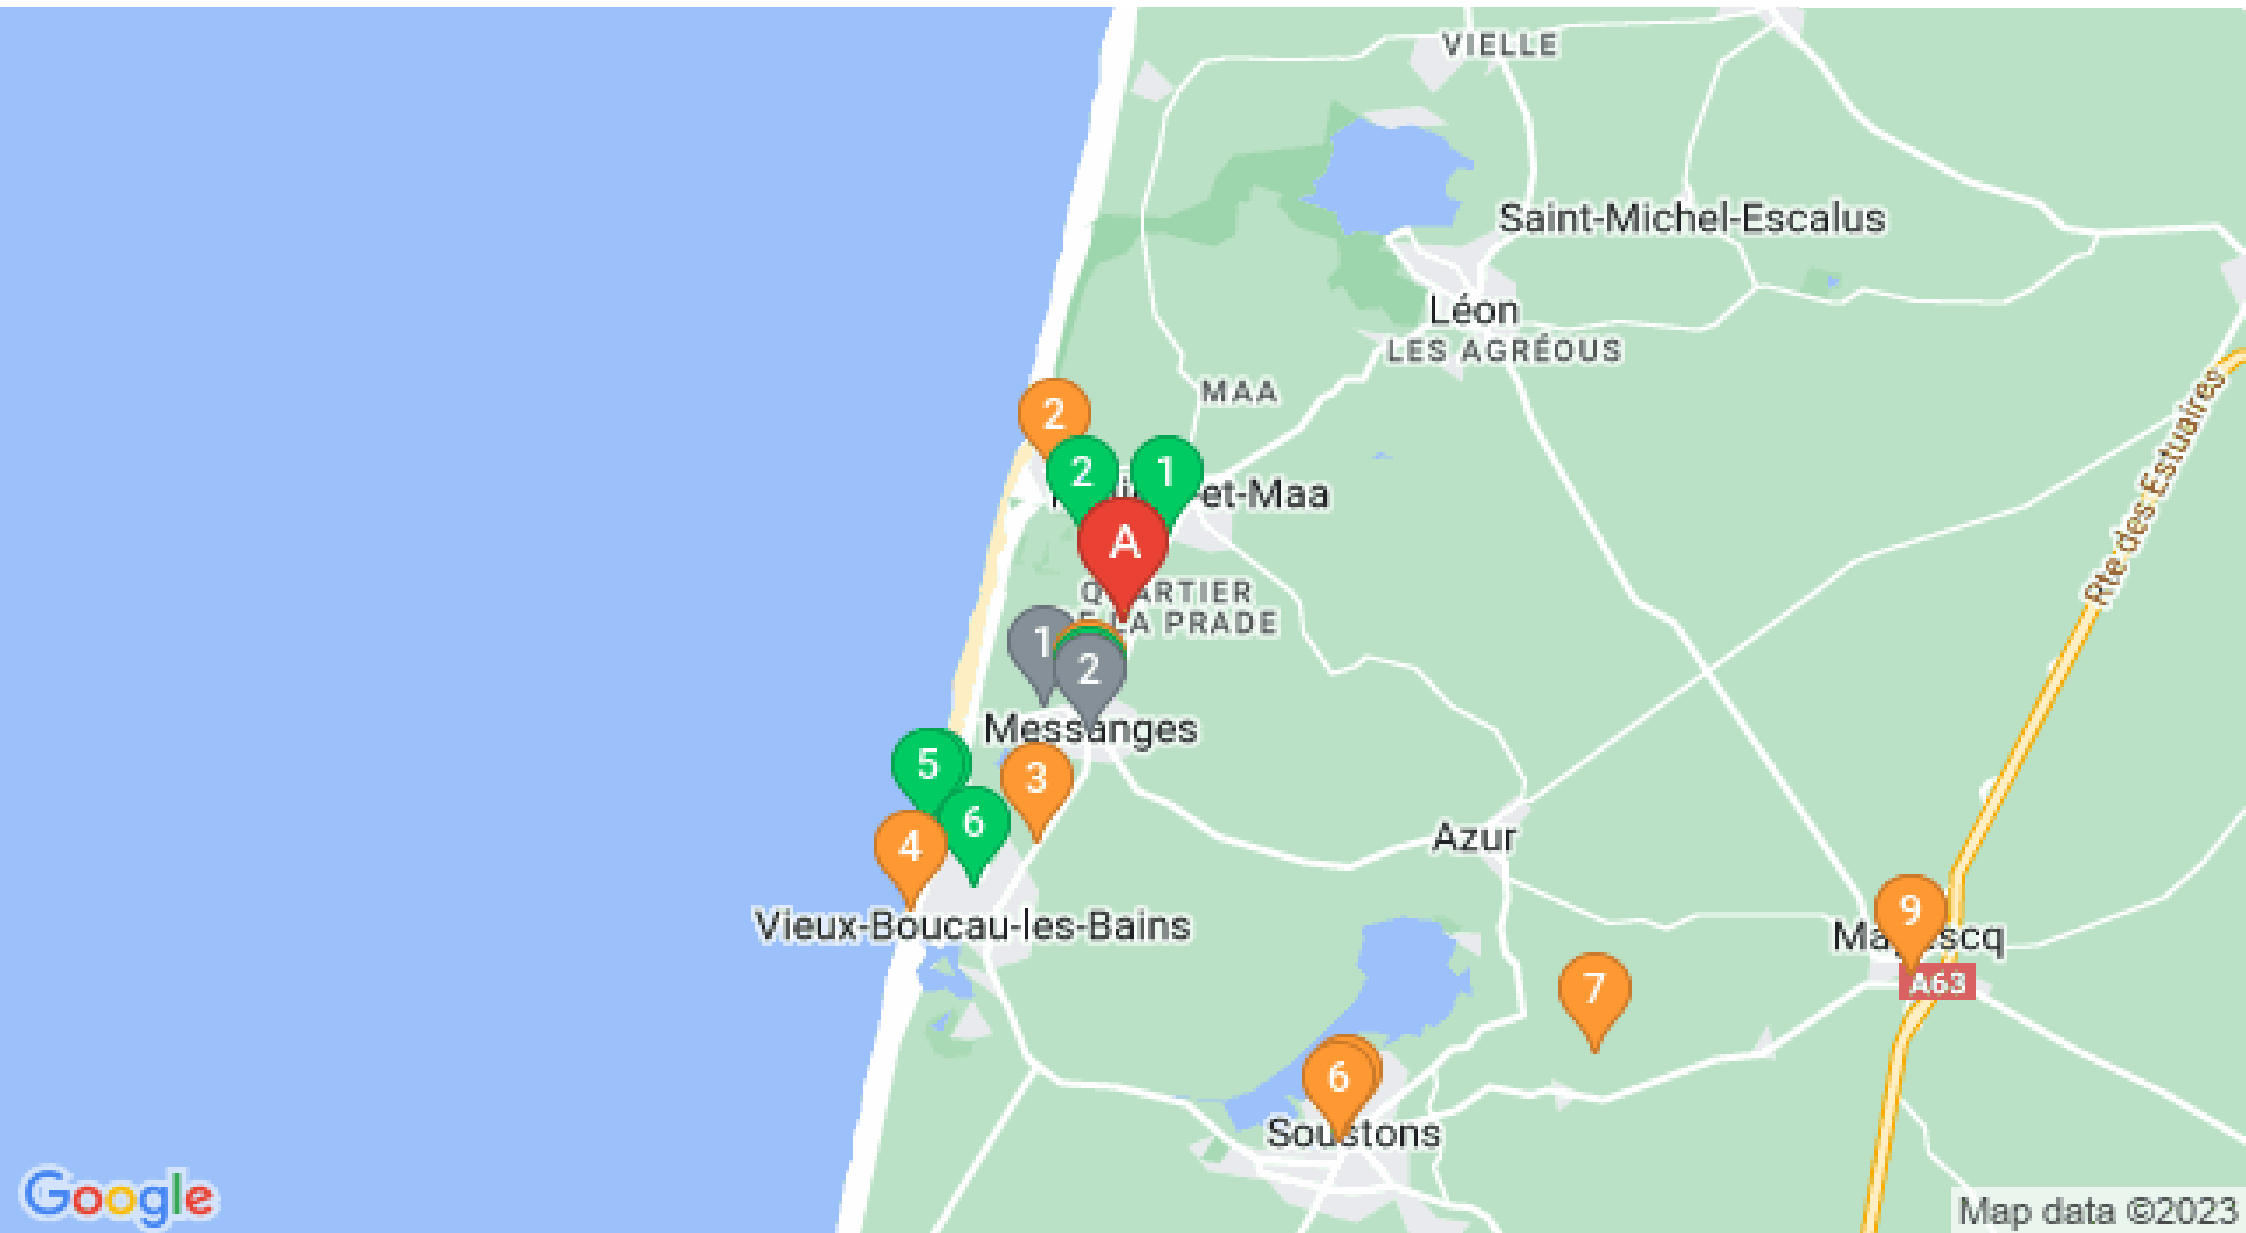 VIELLE
Saint-Michel-Escalus
Léon
LES AGRÉOUS
MAA
2
2
1
-et-Maa
A
Rte des Estuaires
LA PRADE
1
2
Messanges
5
3
6
4
Azur
Vieux-Boucau-les-Bains
9
7
A63
6
Soustons
Google
Map data ©2023